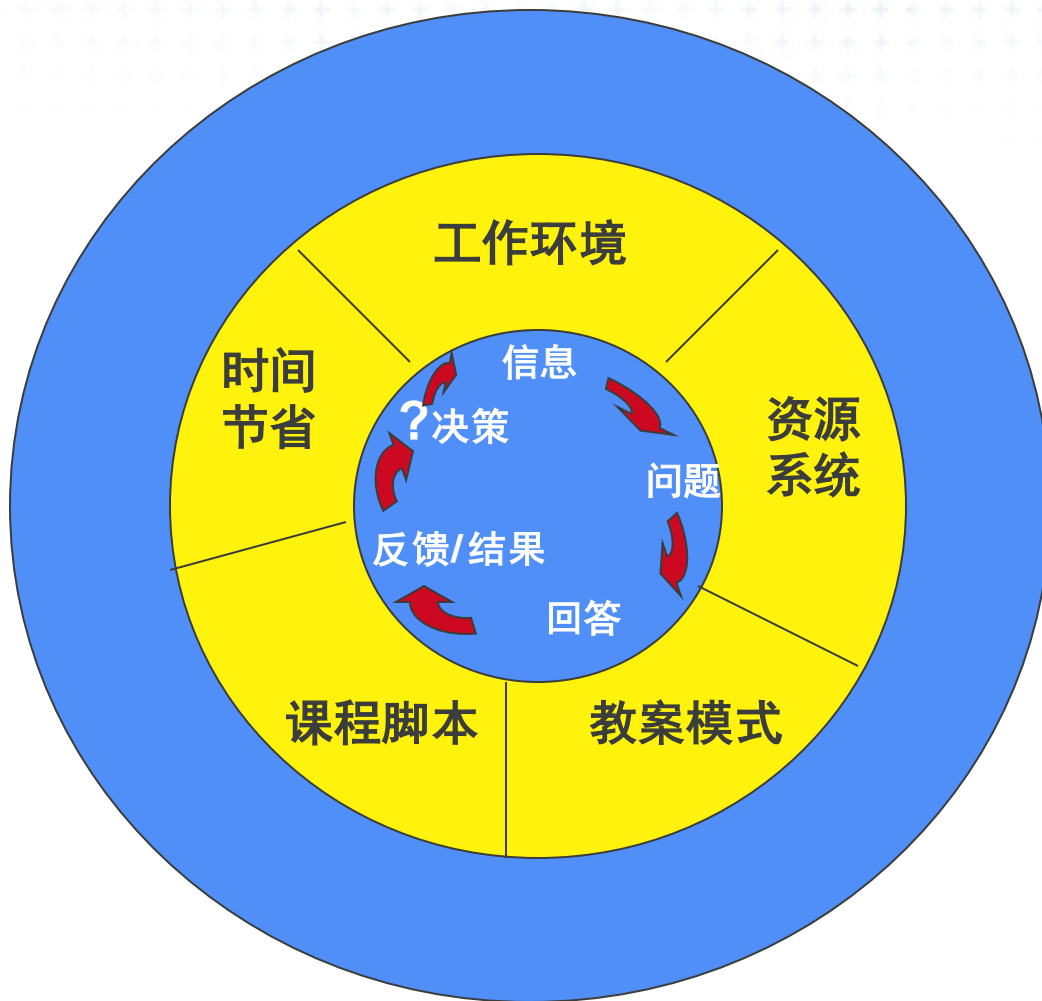 工作环境
时间
节省
资源
系统
课程脚本
教案模式
信息
?决策
问题
反馈/结果
回答